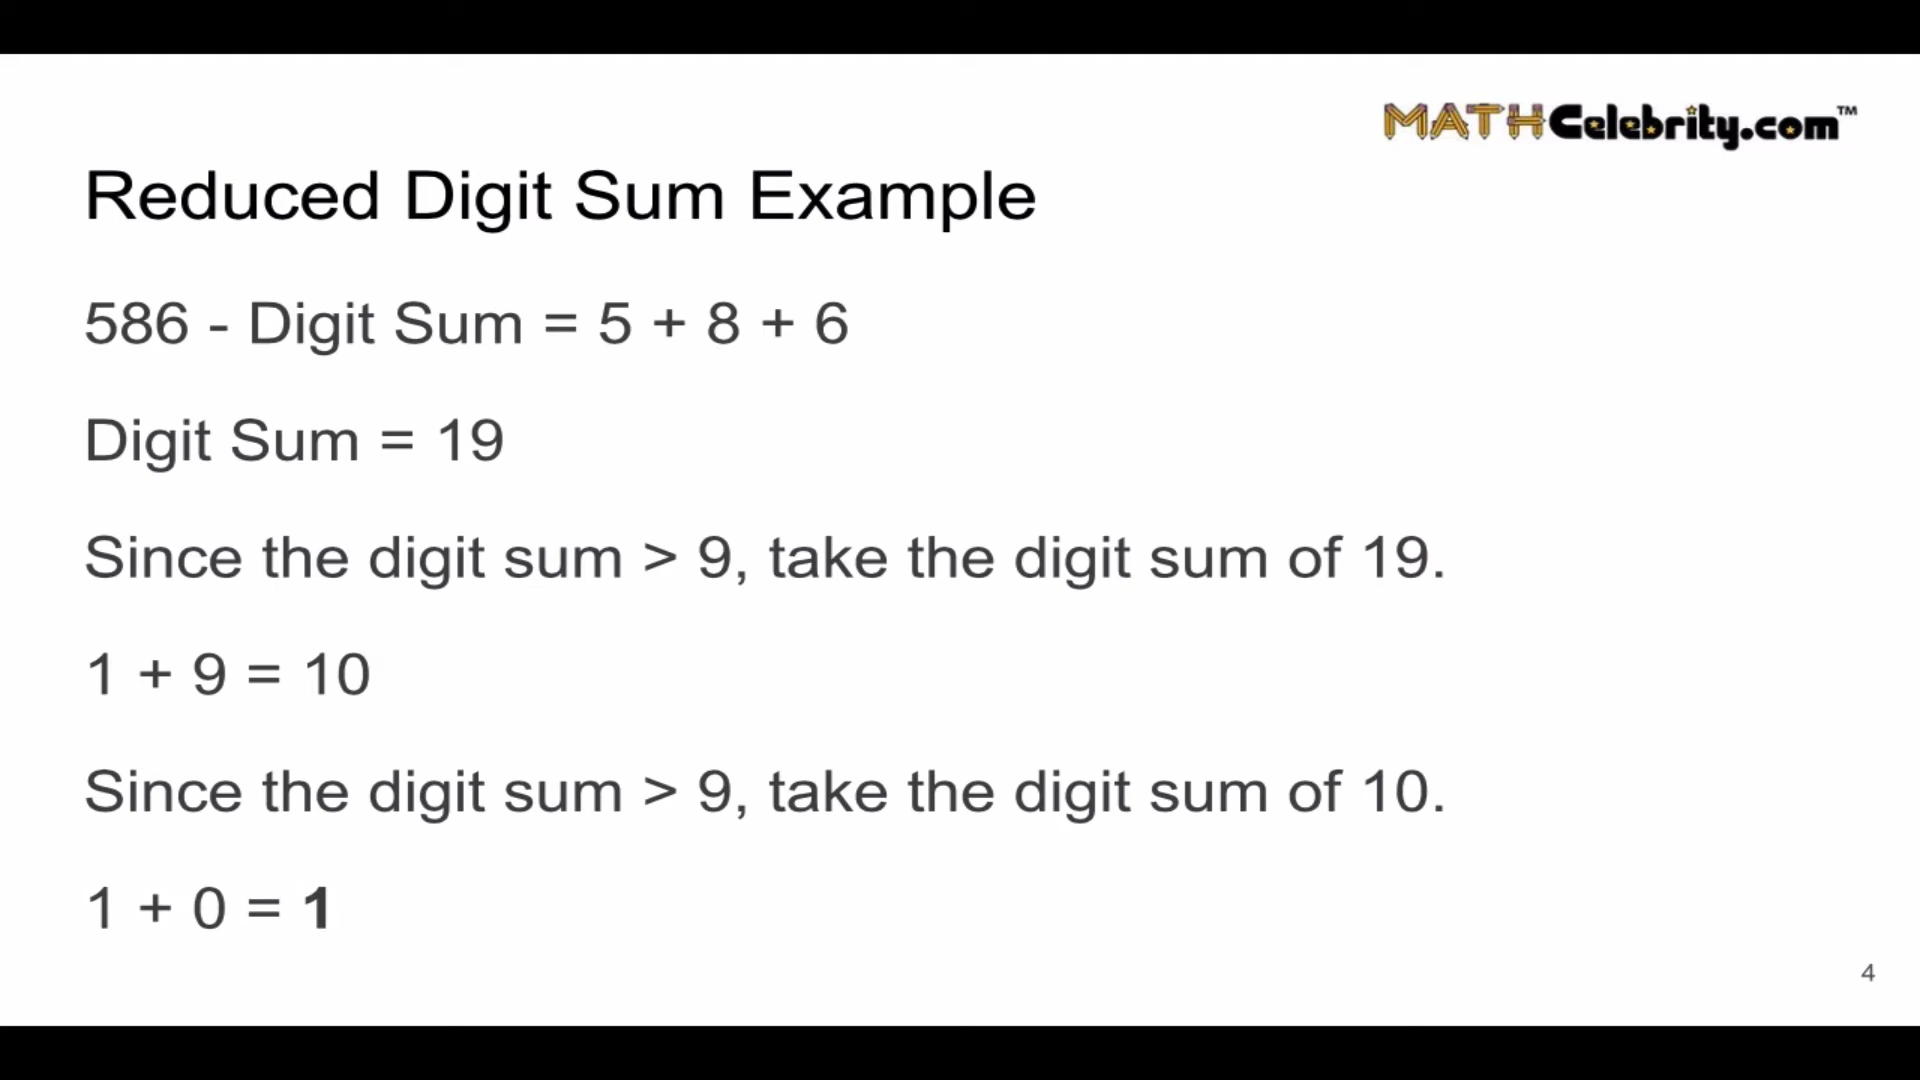 MATHCelebrity.com™
Reduced Digit Sum Example
586 - Digit Sum = 5 + 8 + 6
Digit Sum = 19
Since the digit sum > 9, take the digit sum of 19.
1 + 9 = 10
Since the digit sum > 9, take the digit sum of 10.
1 + 0 = 1
4